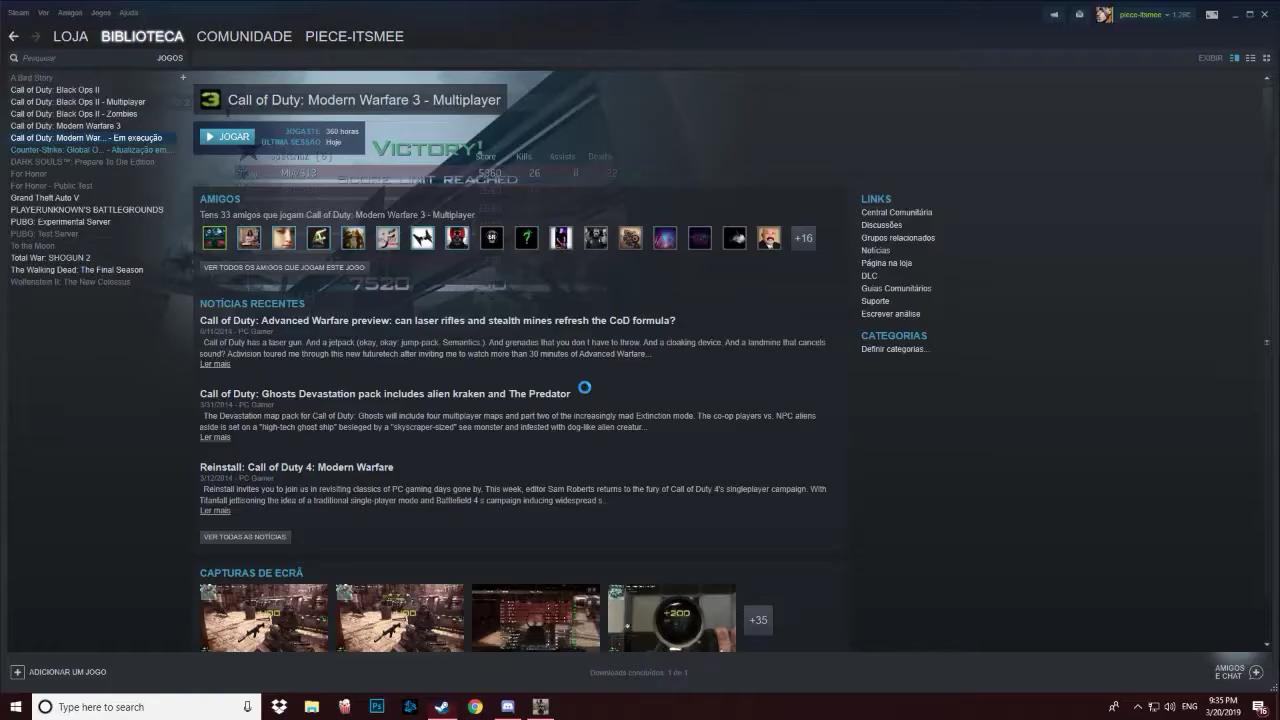 Steam Ver Amigos Jogos Ajuda
piece-itsmee 1,28€
LOJA BIBLIOTECA COMUNIDADE PIECE-ITSMEE
Pesquisar JOGOS
EXIBIR
A Bird Story
Call of Duty: Black Ops II
Call of Duty: Black Ops II - Multiplayer
Call of Duty: Black Ops II - Zombies
Call of Duty: Modern Warfare 3
Call of Duty: Modern War... - Em execução
Counter-Strike: Global O... - Atualização em...
DARK SOULS™: Prepare To Die Edition
For Honor
For Honor - Public Test
Grand Theft Auto V
PLAYERUNKNOWN'S BATTLEGROUNDS
PUBG: Experimental Server
PUBG: Test Server
To the Moon
Total War: SHOGUN 2
The Walking Dead: The Final Season
Wolfenstein II: The New Colossus
3 Call of Duty: Modern Warfare 3 - Multiplayer
JOGAR
JOGASTE 360 horas
ÚLTIMA SESSÃO Hoje
VICTORY!
Score Kills Assists Deaths
5360 26 8 22
SCORE LIMIT REACHED
AMIGOS
Tens 33 amigos que jogam Call of Duty: Modern Warfare 3 - Multiplayer
+16
VER TODOS OS AMIGOS QUE JOGAM ESTE JOGO
7520
NOTÍCIAS RECENTES
Call of Duty: Advanced Warfare preview: can laser rifles and stealth mines refresh the CoD formula?
6/11/2014 - PC Gamer
Call of Duty has a laser gun. And a jetpack (okay, okay: jump-pack. Semantics.). And grenades that you don't have to throw. And a cloaking device. And a landmine that cancels
sound? Activision toured me through this new futuretech after inviting me to watch more than 30 minutes of Advanced Warfare...
Ler mais
Call of Duty: Ghosts Devastation pack includes alien kraken and The Predator
3/31/2014 - PC Gamer
The Devastation map pack for Call of Duty: Ghosts will include four multiplayer maps and part two of the increasingly mad Extinction mode. The co-op players vs. NPC aliens
aside is set on a "high-tech ghost ship" besieged by a "skyscraper-sized" sea monster and infested with dog-like alien creatur...
Ler mais
Reinstall: Call of Duty 4: Modern Warfare
3/12/2014 - PC Gamer
Reinstall invites you to join us in revisiting classics of PC gaming days gone by. This week, editor Sam Roberts returns to the fury of Call of Duty 4's singleplayer campaign. With
Titanfall jettisoning the idea of a traditional single-player mode and Battlefield 4's campaign inducing widespread s...
Ler mais
VER TODAS AS NOTÍCIAS
CAPTURAS DE ECRÃ
+200
+35
LINKS
Central Comunitária
Discussões
Grupos relacionados
Notícias
Página na loja
DLC
Guias Comunitários
Suporte
Escrever análise
CATEGORIAS
Definir categorias...
ADICIONAR UM JOGO
Downloads concluídos: 1 de 1
AMIGOS
E CHAT
Type here to search
Ps
ENG
9:35 PM
3/20/2019